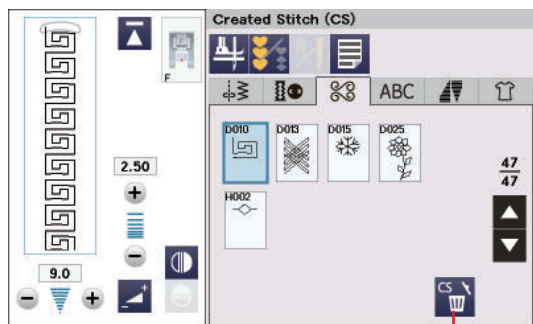 Created Stitch (CS)
F
ABC
D010
D013
D015
D025
2.50
47
47
H002
9.0
CS